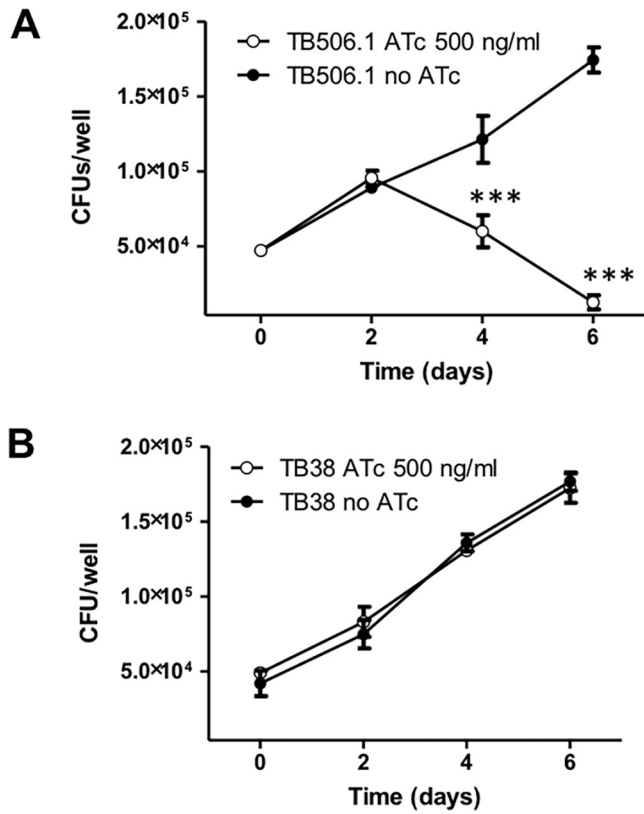 A
TB506.1 ATc 500 ng/ml
TB506.1 no ATc
CFUs/well
2.0×10⁵
1.5×10⁵
1.0×10⁵
5.0×10⁴
***
***
0 2 4 6
Time (days)
B
TB38 ATc 500 ng/ml
TB38 no ATc
CFU/well
2.0×10⁵
1.5×10⁵
1.0×10⁵
5.0×10⁴
0 2 4 6
Time (days)